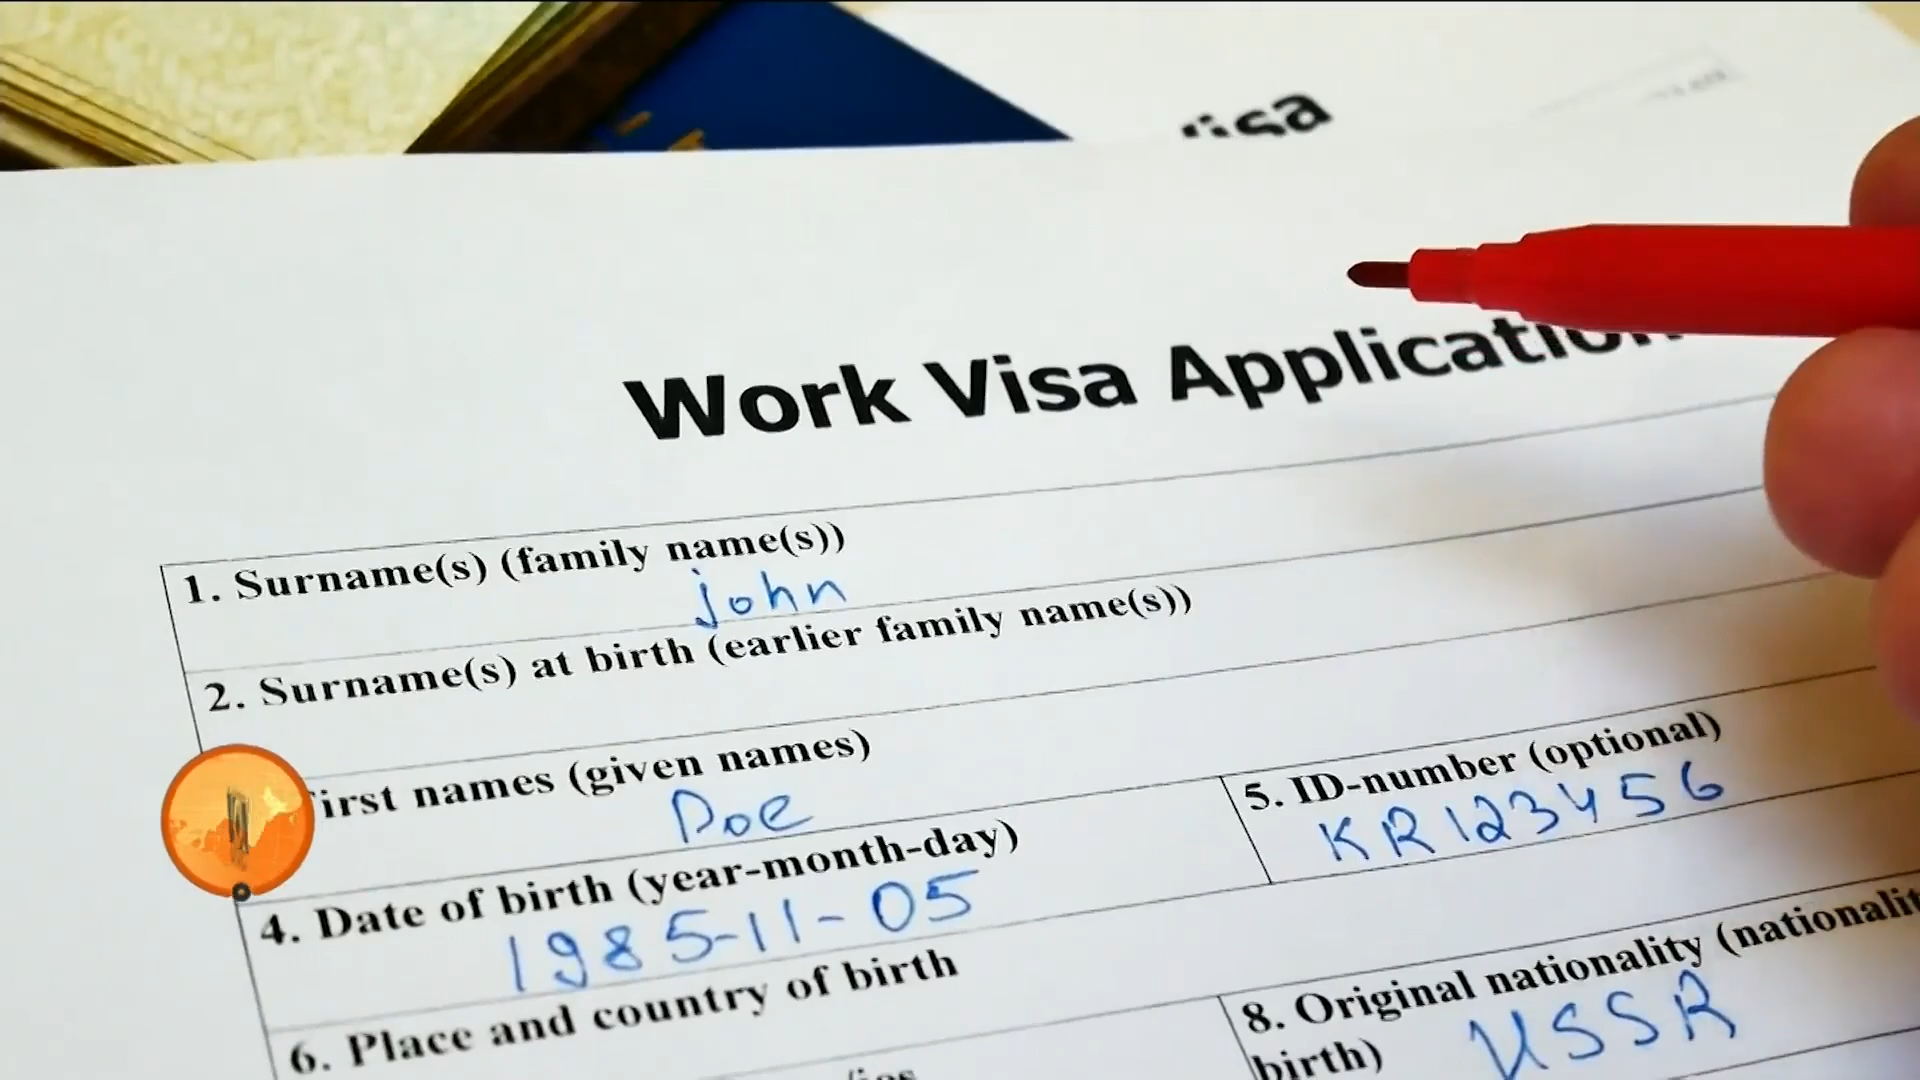 isa
Work Visa Application
1. Surname(s) (family name(s))
john
2. Surname(s) at birth (earlier family name(s))
irst names (given names)
Doe
4. Date of birth (year-month-day)
1985-11-05
5. ID-number (optional)
KR123456
6. Place and country of birth
8. Original nationality (nationalit
birth)
USSR